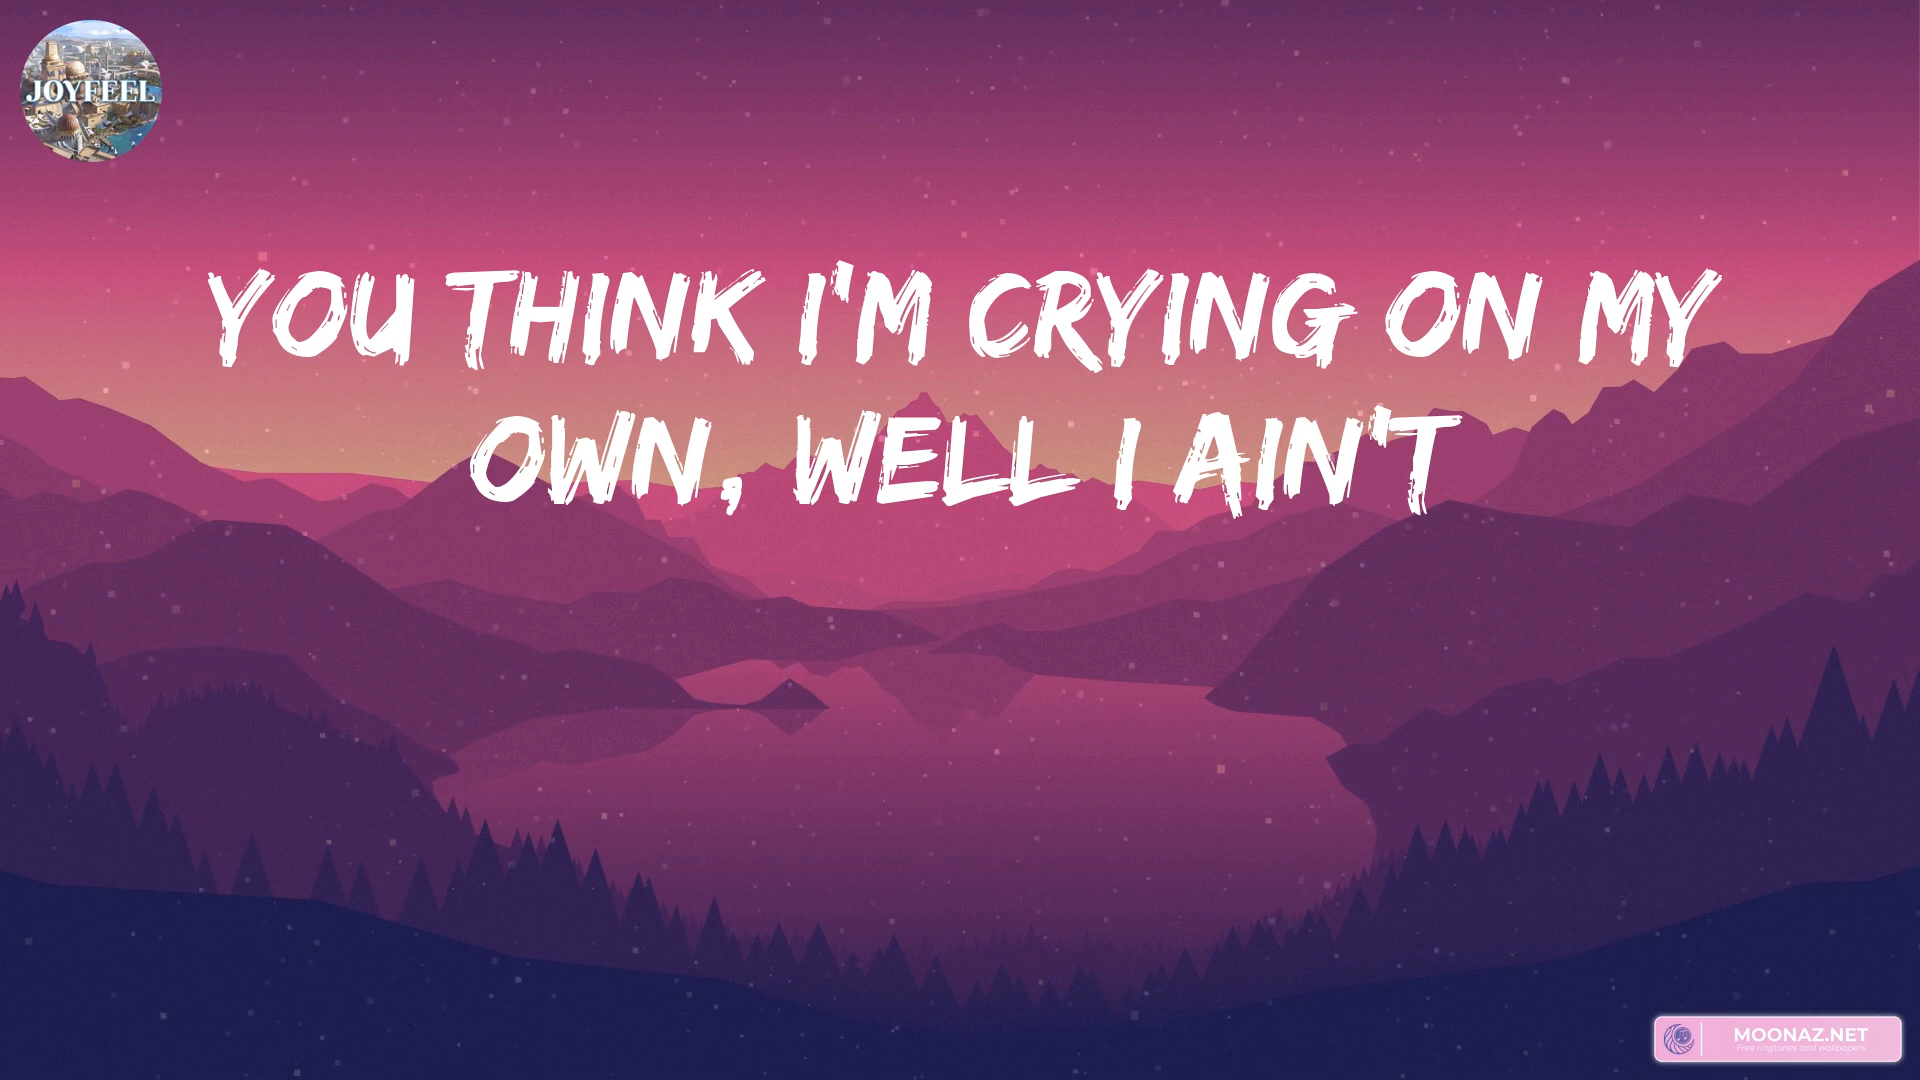 JOYFEEL
YOU THINK I'M CRYING ON MY
OWN, WELL I AIN'T
MOONAZ.NET
Free ringtones and wallpapers